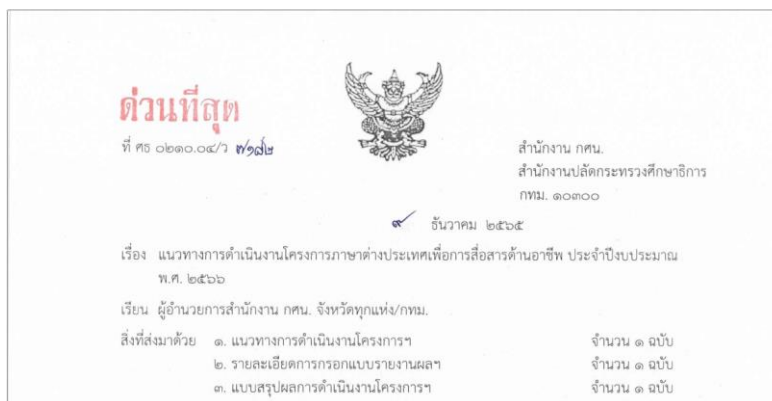 ด่วนที่สุด
ที่ ศธ ๐๒๑๐.๐๔/ว
สำนักงาน กศน.
สำนักงานปลัดกระทรวงศึกษาธิการ
กทม. ๑๐๓๐๐
๙ ธันวาคม ๒๕๖๕
เรื่อง แนวทางการดำเนินงานโครงการภาษาต่างประเทศเพื่อการสื่อสารด้านอาชีพ ประจำปีงบประมาณ
พ.ศ. ๒๕๖๖
เรียน ผู้อำนวยการสำนักงาน กศน. จังหวัดทุกแห่ง/กทม.
สิ่งที่ส่งมาด้วย ๑. แนวทางการดำเนินงานโครงการฯ จำนวน ๑ ฉบับ
๒. รายละเอียดการกรอกแบบรายงานผลฯ จำนวน ๑ ฉบับ
๓. แบบสรุปผลการดำเนินงานโครงการฯ จำนวน ๑ ฉบับ